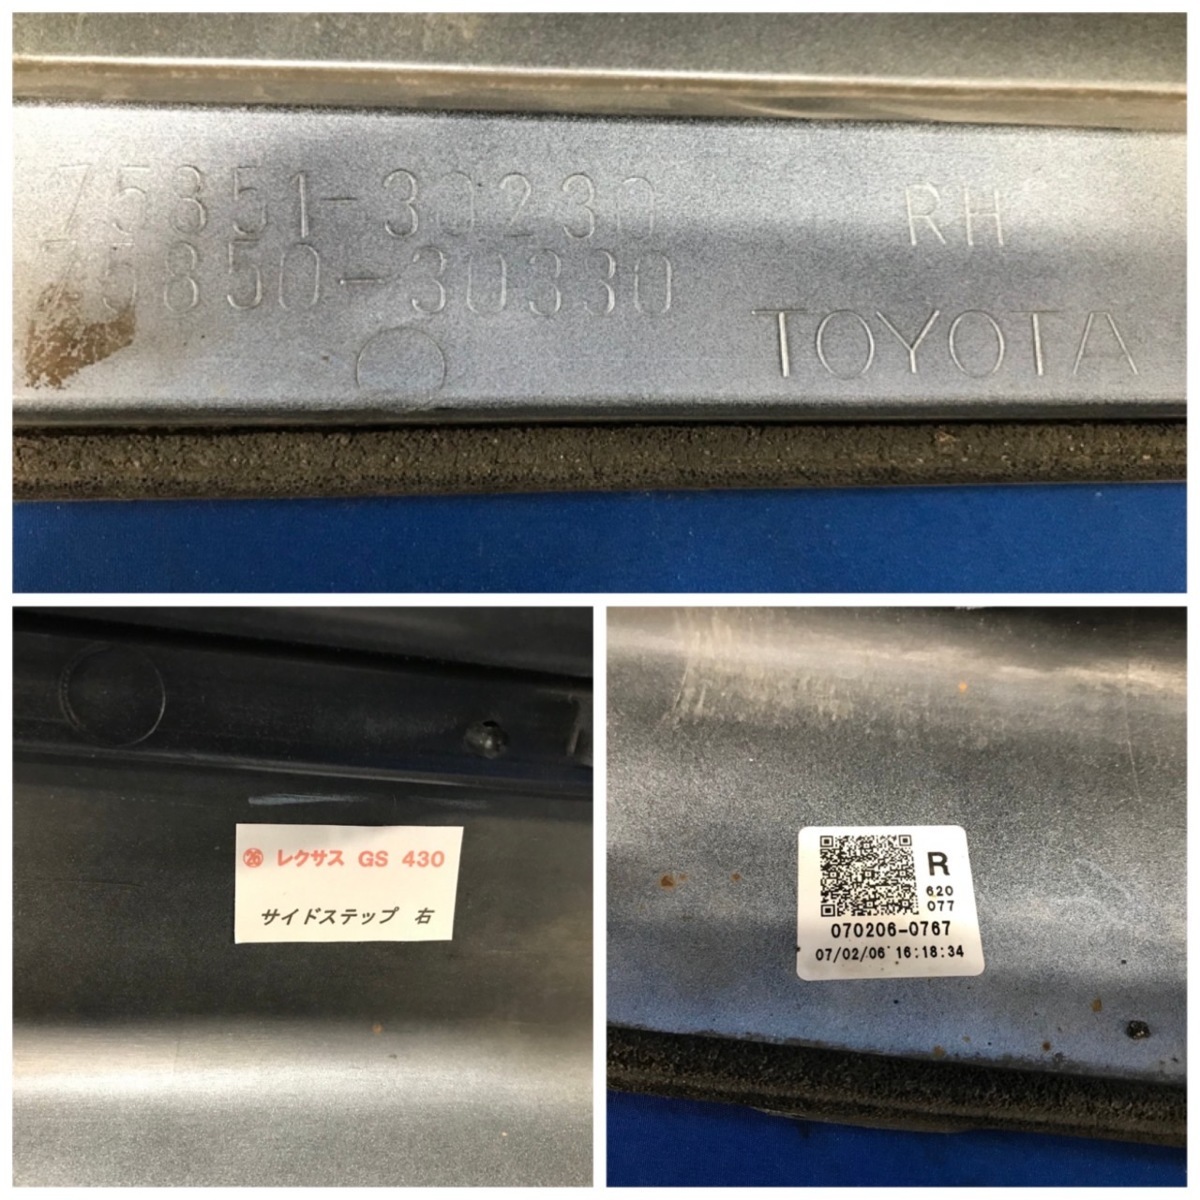 75851-30230 RH
75850-30330
TOYOTA
㉖ レクサス GS 430
サイドステップ 右
R
620
077
070206-0767
07/02/06 16:18:34